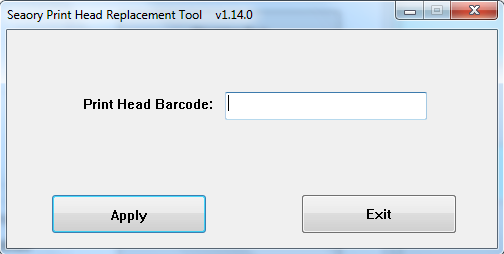 Seaory Print Head Replacement Tool v1.14.0
Print Head Barcode:
Apply
Exit